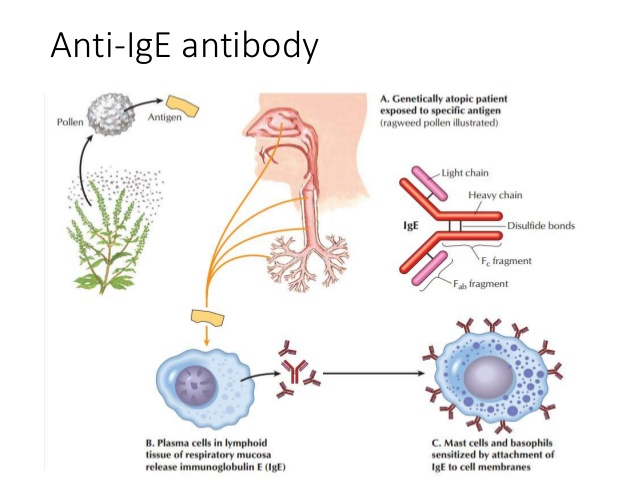 Anti-IgE antibody
Pollen
Antigen
A. Genetically atopic patient
exposed to specific antigen
(ragweed pollen illustrated)
Light chain
Heavy chain
IgE
Disulfide bonds
Fc fragment
Fab fragment
B. Plasma cells in lymphoid
tissue of respiratory mucosa
release immunoglobulin E (IgE)
C. Mast cells and basophils
sensitized by attachment of
IgE to cell membranes